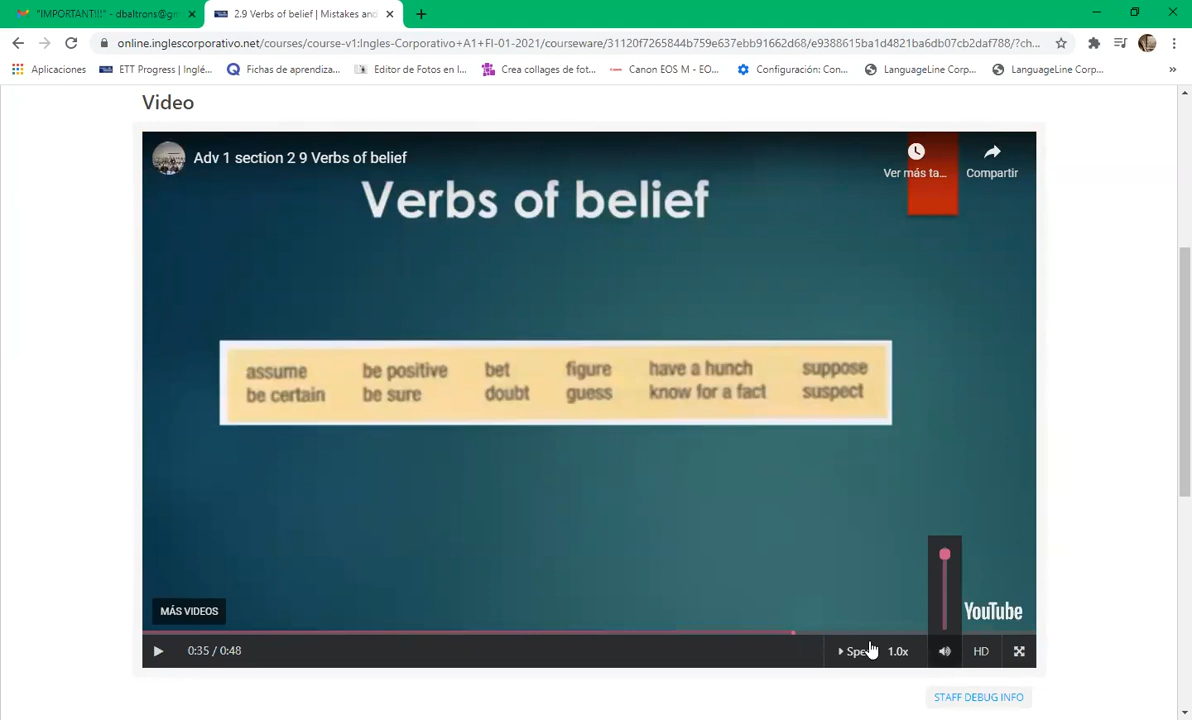 "IMPORTANT!!!" - dbaltrons@gm
2.9 Verbs of belief | Mistakes and
online.inglescorporativo.net/courses/course-v1:Ingles-Corporativo+A1+FI-01-2021/courseware/31120f7265844b759e637ebb91662d68/e9388615ba1d4821ba6db07cb2daf788/?ch...
Aplicaciones
ETT Progress | Inglé...
Fichas de aprendiza...
Editor de Fotos en l...
Crea collages de fot...
Canon EOS M - EO...
Configuración: Con...
LanguageLine Corp...
LanguageLine Corp...
Video
Adv 1 section 2 9 Verbs of belief
Ver más ta...
Compartir
Verbs of belief
assume be positive bet figure have a hunch suppose
be certain be sure doubt guess know for a fact suspect
MÁS VIDEOS
YouTube
0:35 / 0:48
1.0x
HD
STAFF DEBUG INFO